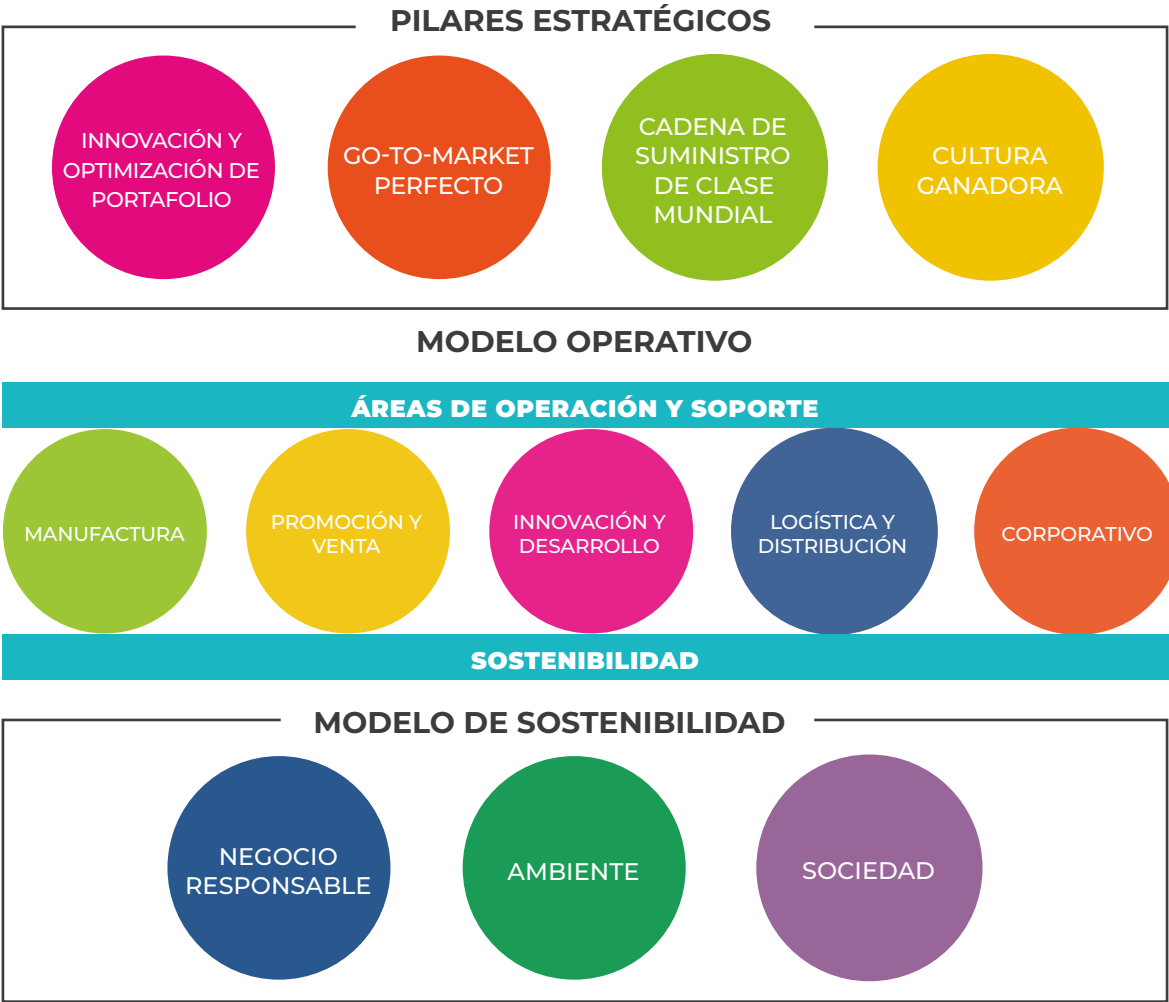 PILARES ESTRATÉGICOS
INNOVACIÓN Y
OPTIMIZACIÓN DE
PORTAFOLIO
GO-TO-MARKET
PERFECTO
CADENA DE
SUMINISTRO
DE CLASE
MUNDIAL
CULTURA
GANADORA
MODELO OPERATIVO
ÁREAS DE OPERACIÓN Y SOPORTE
MANUFACTURA
PROMOCIÓN Y
VENTA
INNOVACIÓN Y
DESARROLLO
LOGÍSTICA Y
DISTRIBUCIÓN
CORPORATIVO
SOSTENIBILIDAD
MODELO DE SOSTENIBILIDAD
NEGOCIO
RESPONSABLE
AMBIENTE
SOCIEDAD